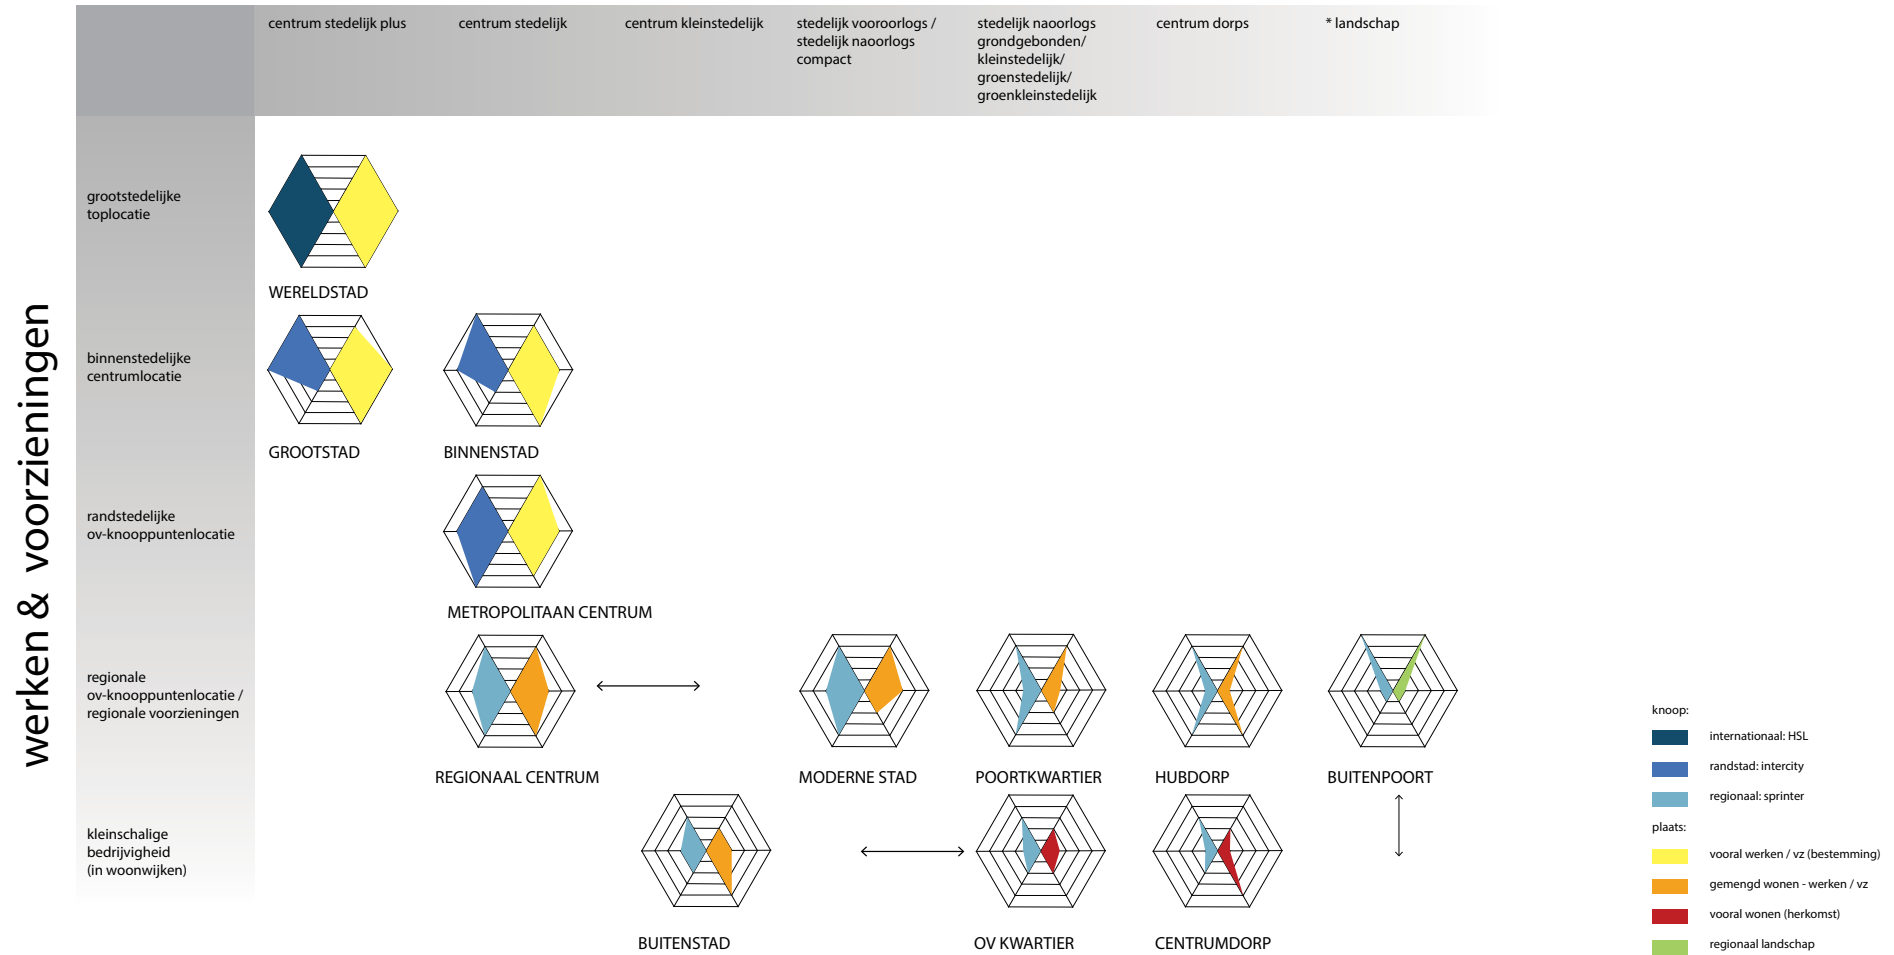 centrum stedelijk plus
centrum stedelijk
centrum kleinstedelijk
stedelijk vooroorlogs /
stedelijk naoorlogs
compact
stedelijk naoorlogs
grondgebonden/
kleinstedelijk/
groenstedelijk/
groenkleinstedelijk
centrum dorps
* landschap
werken & voorzieningen
grootstedelijke
toplocatie
WERELDSTAD
binnenstedelijke
centrumlocatie
GROOTSTAD
BINNENSTAD
randstedelijke
ov-knooppuntenlocatie
METROPOLITAAN CENTRUM
regionale
ov-knooppuntenlocatie /
regionale voorzieningen
REGIONAAL CENTRUM
MODERNE STAD
POORTKWARTIER
HUBDORP
BUITENPOORT
kleinschalige
bedrijvigheid
(in woonwijken)
BUITENSTAD
OV KWARTIER
CENTRUMDORP
knoop:
internationaal: HSL
randstad: intercity
regionaal: sprinter
plaats:
vooral werken / vz (bestemming)
gemengd wonen - werken / vz
vooral wonen (herkomst)
regionaal landschap